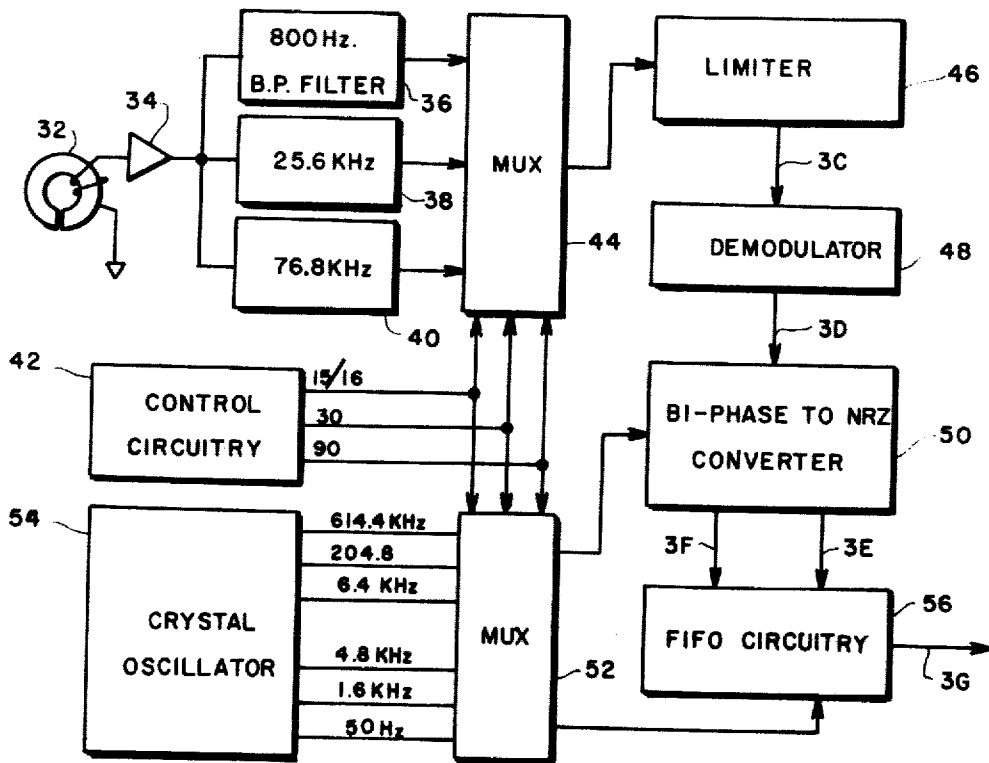 800 Hz.
B.P. FILTER
36
34
32
25.6 KHz
38
76.8 KHz
40
MUX
44
LIMITER
46
3C
DEMODULATOR
48
3D
BI-PHASE TO NRZ
CONVERTER
50
3F
3E
FIFO CIRCUITRY
56
3G
42
CONTROL
CIRCUITRY
15/16
30
90
54
CRYSTAL
OSCILLATOR
614.4 KHz
204.8
6.4 KHz
4.8 KHz
1.6 KHz
50 Hz
MUX
52